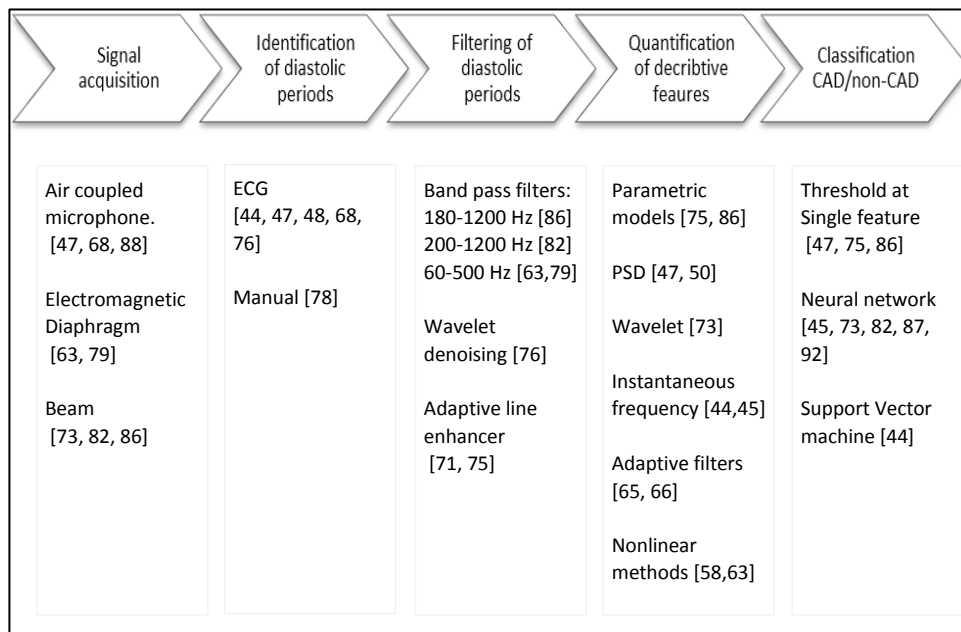 Signal
acquisition
Identification
of diastolic
periods
Filtering of
diastolic
periods
Quantification
of decribtive
feaures
Classification
CAD/non-CAD
Air coupled
microphone.
[47, 68, 88]
Electromagnetic
Diaphragm
[63, 79]
Beam
[73, 82, 86]
ECG
[44, 47, 48, 68,
76]
Manual [78]
Band pass filters:
180-1200 Hz [86]
200-1200 Hz [82]
60-500 Hz [63,79]
Wavelet
denoising [76]
Adaptive line
enhancer
[71, 75]
Parametric
models [75, 86]
PSD [47, 50]
Wavelet [73]
Instantaneous
frequency [44,45]
Adaptive filters
[65, 66]
Nonlinear
methods [58,63]
Threshold at
Single feature
[47, 75, 86]
Neural network
[45, 73, 82, 87,
92]
Support Vector
machine [44]